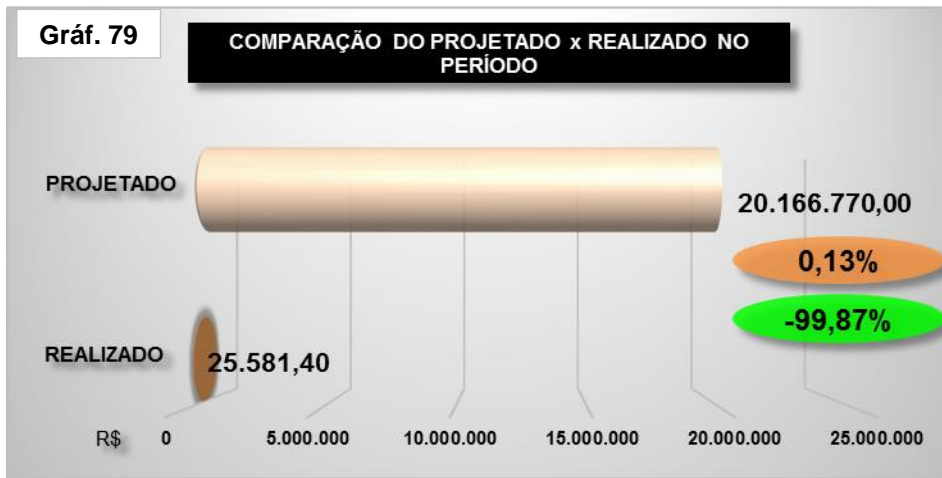 Gráf. 79
COMPARAÇÃO DO PROJETADO x REALIZADO NO
PERÍODO
PROJETADO
20.166.770,00
0,13%
-99,87%
REALIZADO
25.581,40
R$ 0 5.000.000 10.000.000 15.000.000 20.000.000 25.000.000